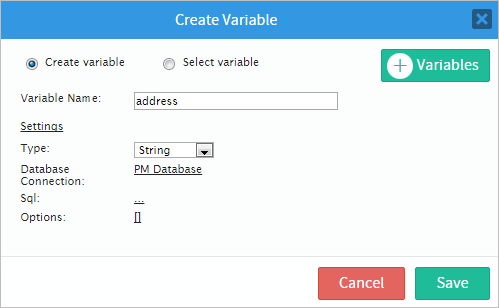 Create Variable
Create variable
Select variable
Variables
Variable Name:
address
Settings
Type:
String
Database Connection:
PM Database
Sql:
...
Options:
[]
Cancel
Save